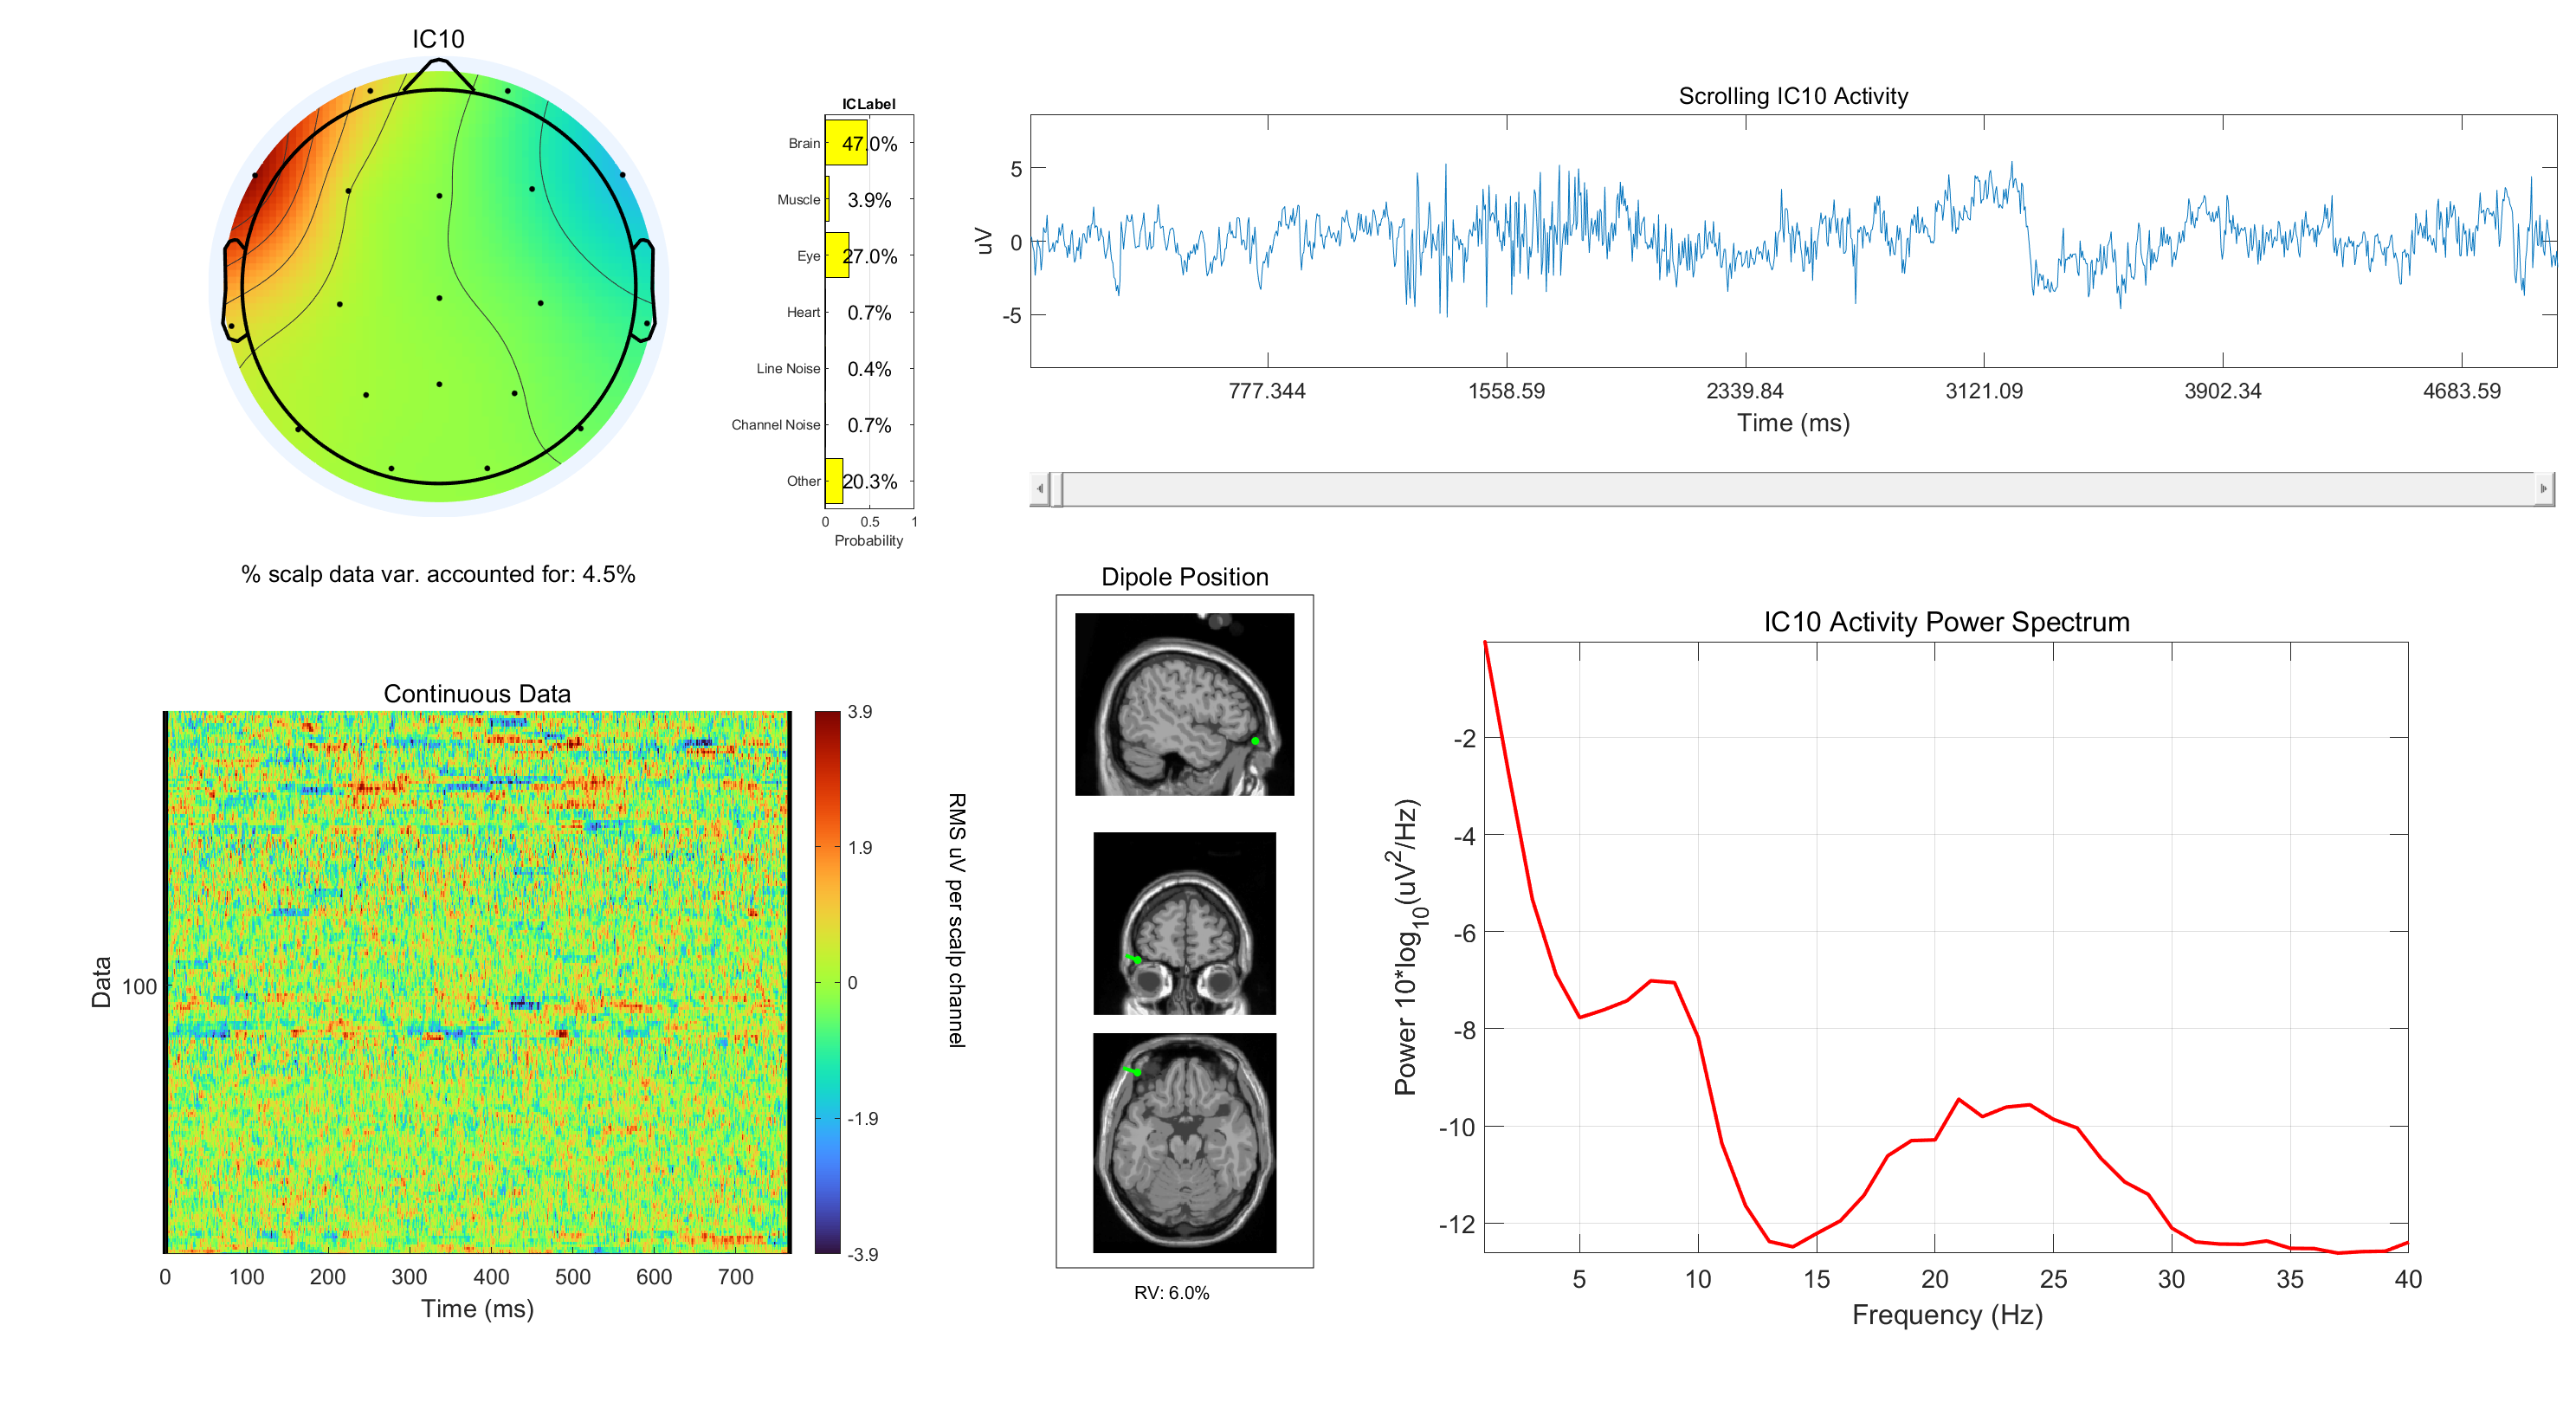 IC10
ICLabel
Brain 47.0%
Muscle 3.9%
Eye 27.0%
Heart 0.7%
Line Noise 0.4%
Channel Noise 0.7%
Other 20.3%
0 0.5 1
Probability
% scalp data var. accounted for: 4.5%
Scrolling IC10 Activity
uV
5
0
-5
777.344 1558.59 2339.84 3121.09 3902.34 4683.59
Time (ms)
Continuous Data
Data
100
0 100 200 300 400 500 600 700
Time (ms)
3.9
1.9
0
-1.9
-3.9
RMS uV per scalp channel
Dipole Position
RV: 6.0%
IC10 Activity Power Spectrum
Power 10*log10(uV2/Hz)
-2
-4
-6
-8
-10
-12
5 10 15 20 25 30 35 40
Frequency (Hz)